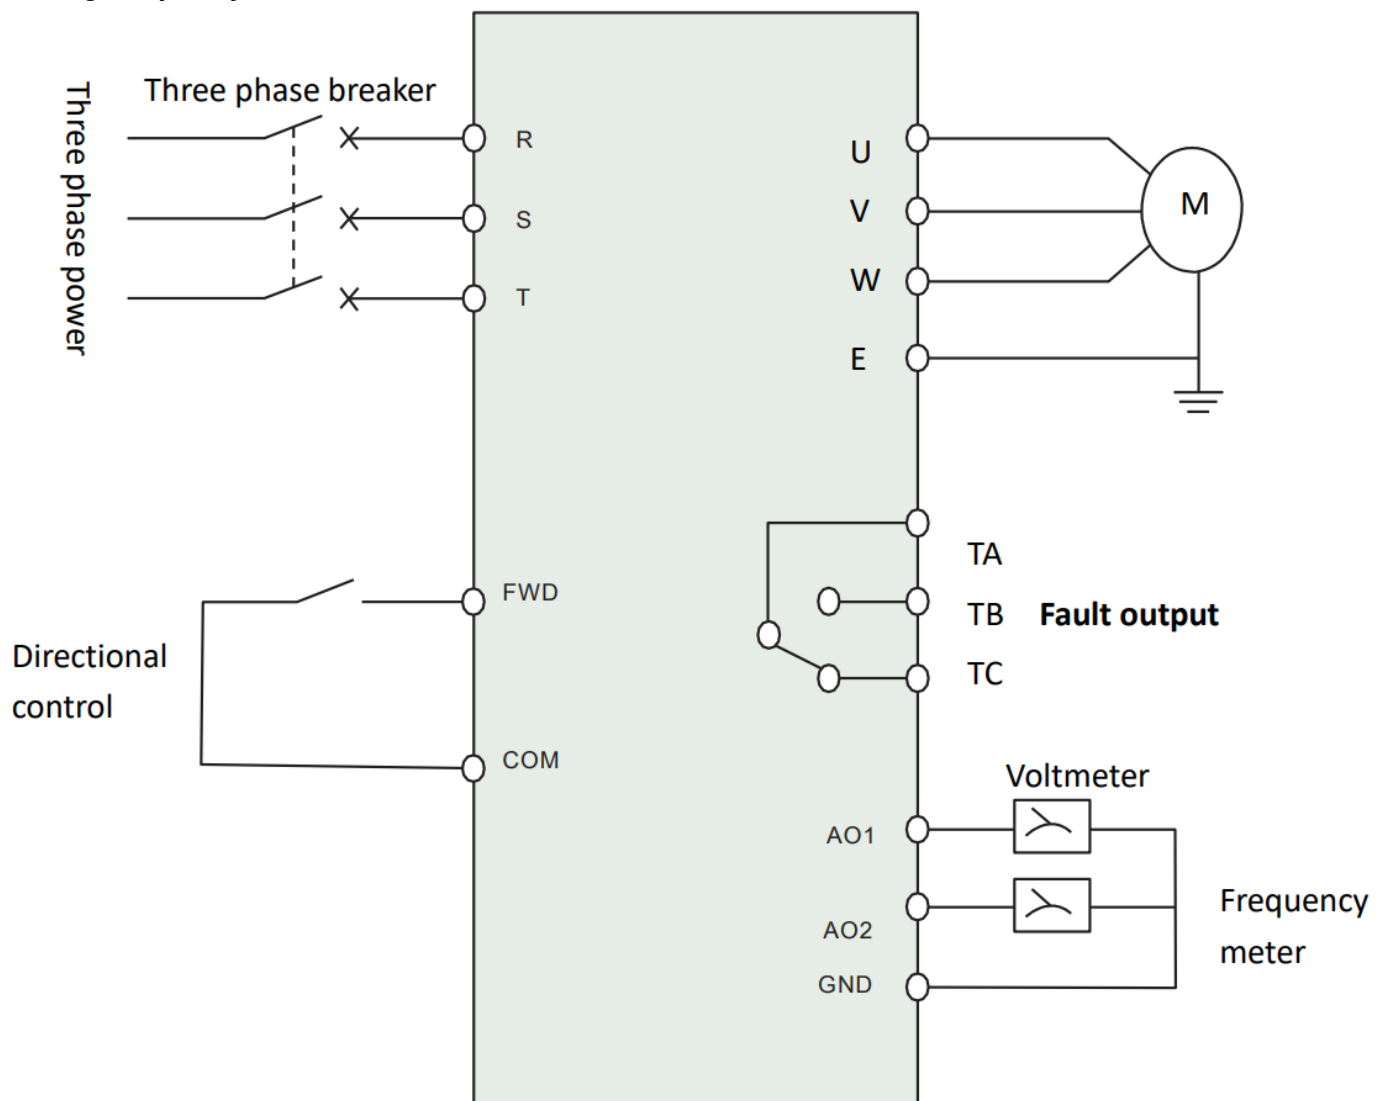 Three phase breaker
Three phase power
R
S
T
U
V
W
E
M
FWD
COM
Directional
control
TA
TB Fault output
TC
Voltmeter
AO1
AO2
GND
Frequency
meter